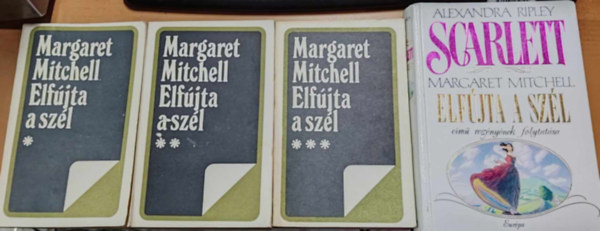 Margaret
Mitchell
Elfújta
a szél
*
Margaret
Mitchell
Elfújta
a szél
**
Margaret
Mitchell
Elfújta
a szél
***
ALEXANDRA RIPLEY
SCARLETT
MARGARET MITCHELL
ELFÚJTA A SZÉL
című regényének folytatása
Európa